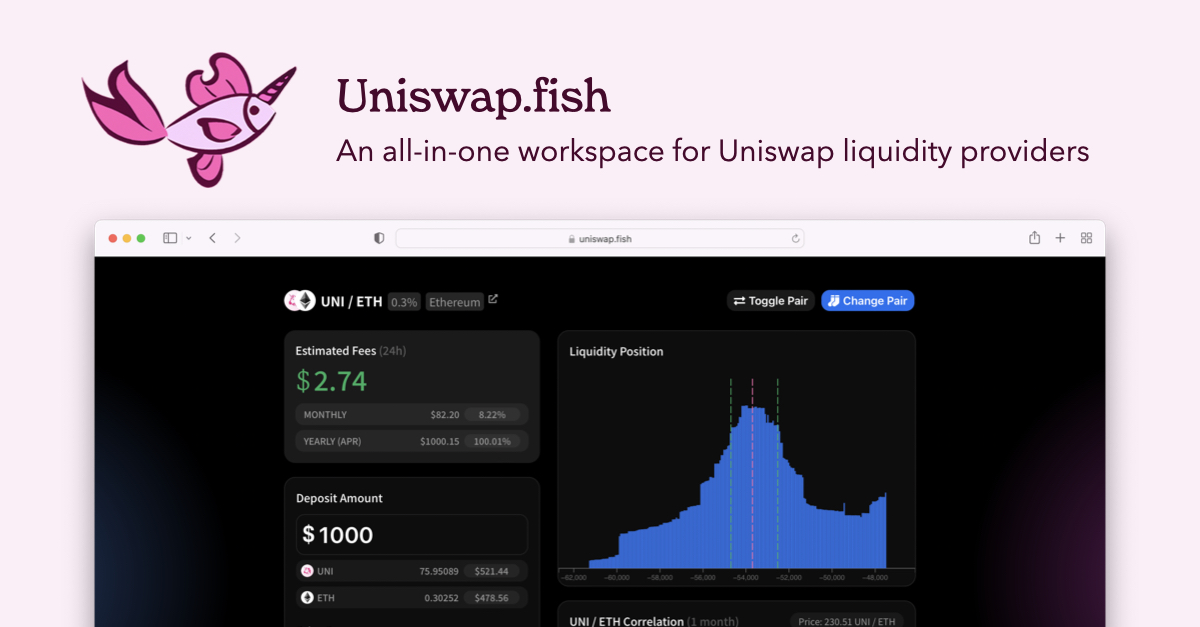 Uniswap.fish
An all-in-one workspace for Uniswap liquidity providers
uniswap.fish
UNI / ETH 0.3% Ethereum
Toggle Pair
Change Pair
Estimated Fees (24h)
$2.74
MONTHLY $82.20 8.22%
YEARLY (APR) $1000.15 100.01%
Liquidity Position
-62,000 -60,000 -58,000 -56,000 -54,000 -52,000 -50,000 -48,000
Deposit Amount
$1000
UNI 75.95089 $521.44
ETH 0.30252 $478.56
UNI / ETH Correlation (1 month)
Price: 230.51 UNI / ETH